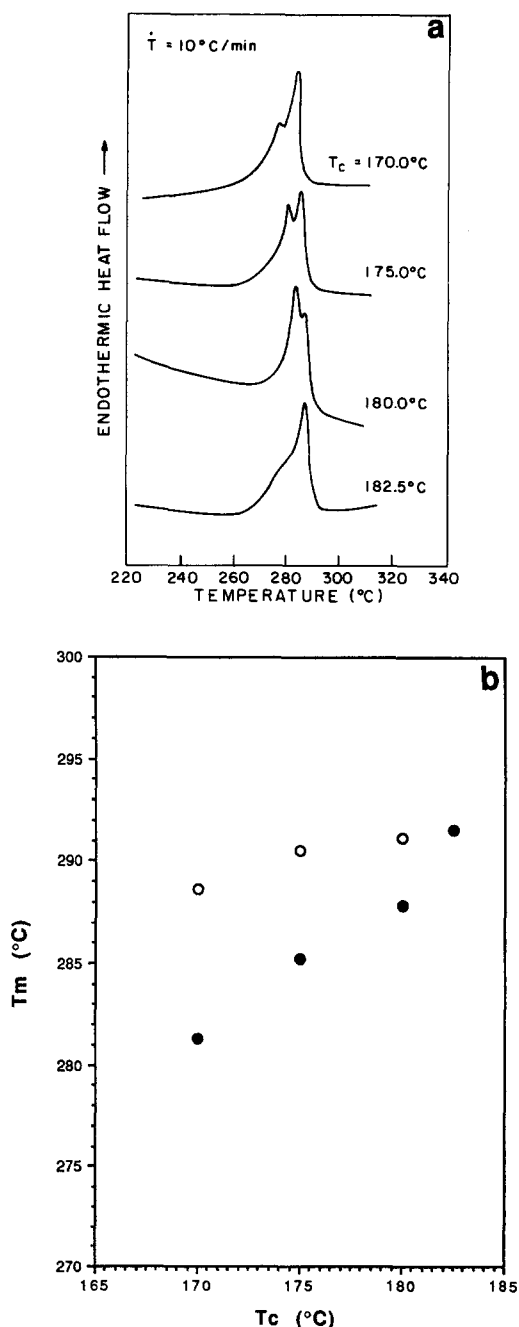 a
Ṫ = 10°C/min
ENDOTHERMIC HEAT FLOW →
Tc = 170.0°C
175.0°C
180.0°C
182.5°C
220 240 260 280 300 320 340
TEMPERATURE (°C)
b
300
295
290
285
280
275
270
Tm (°C)
165 170 175 180 185
Tc (°C)